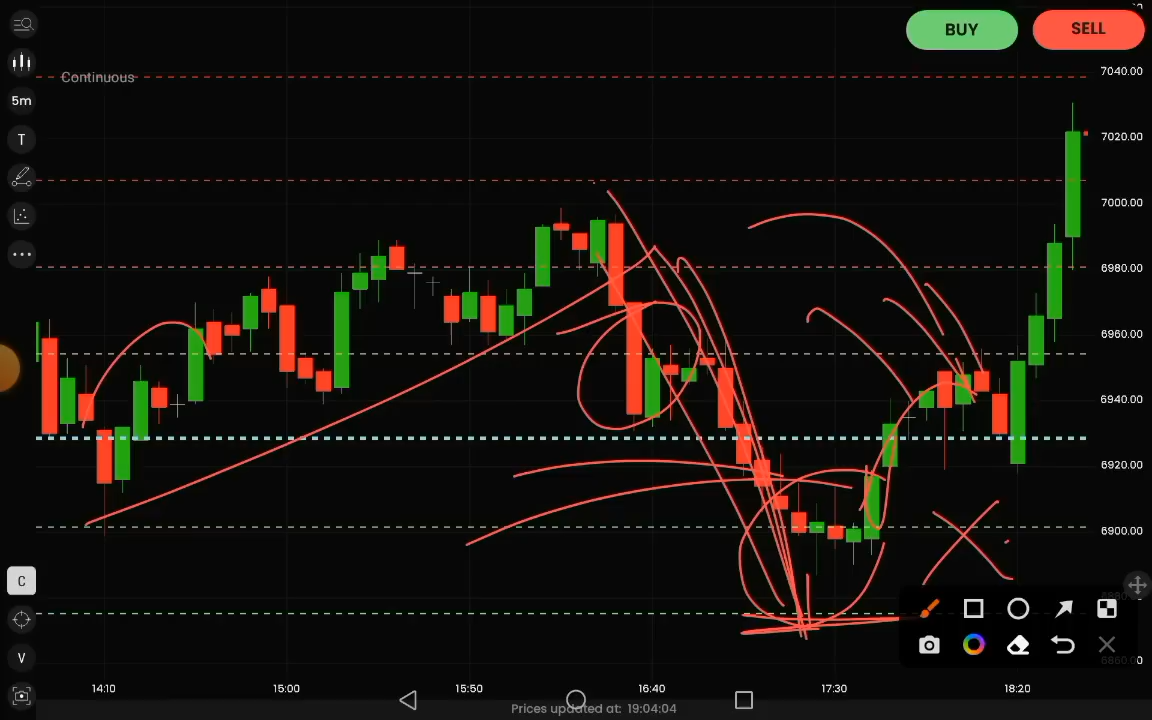 BUY
SELL
Continuous
7040.00
5m
T
7020.00
7000.00
6980.00
6960.00
6940.00
6920.00
6900.00
C
V
14:10
15:00
15:50
16:40
17:30
18:20
Prices updated at: 19:04:04